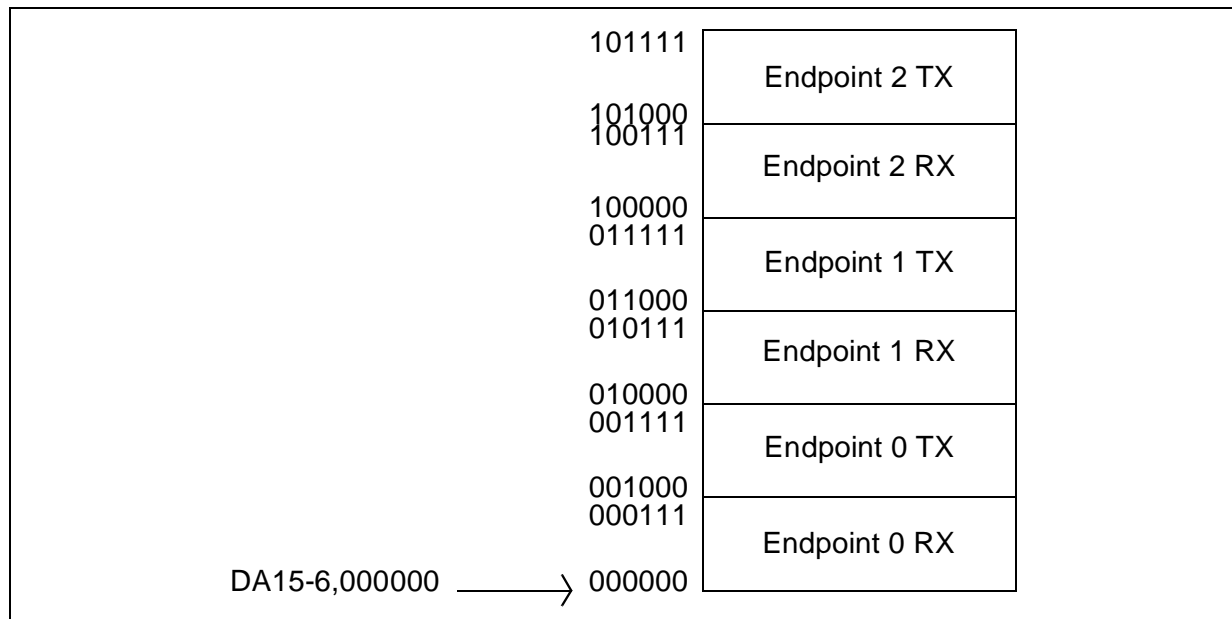 101111
Endpoint 2 TX
101000
100111
Endpoint 2 RX
100000
011111
Endpoint 1 TX
011000
010111
Endpoint 1 RX
010000
001111
Endpoint 0 TX
001000
000111
Endpoint 0 RX
DA15-6,000000 000000